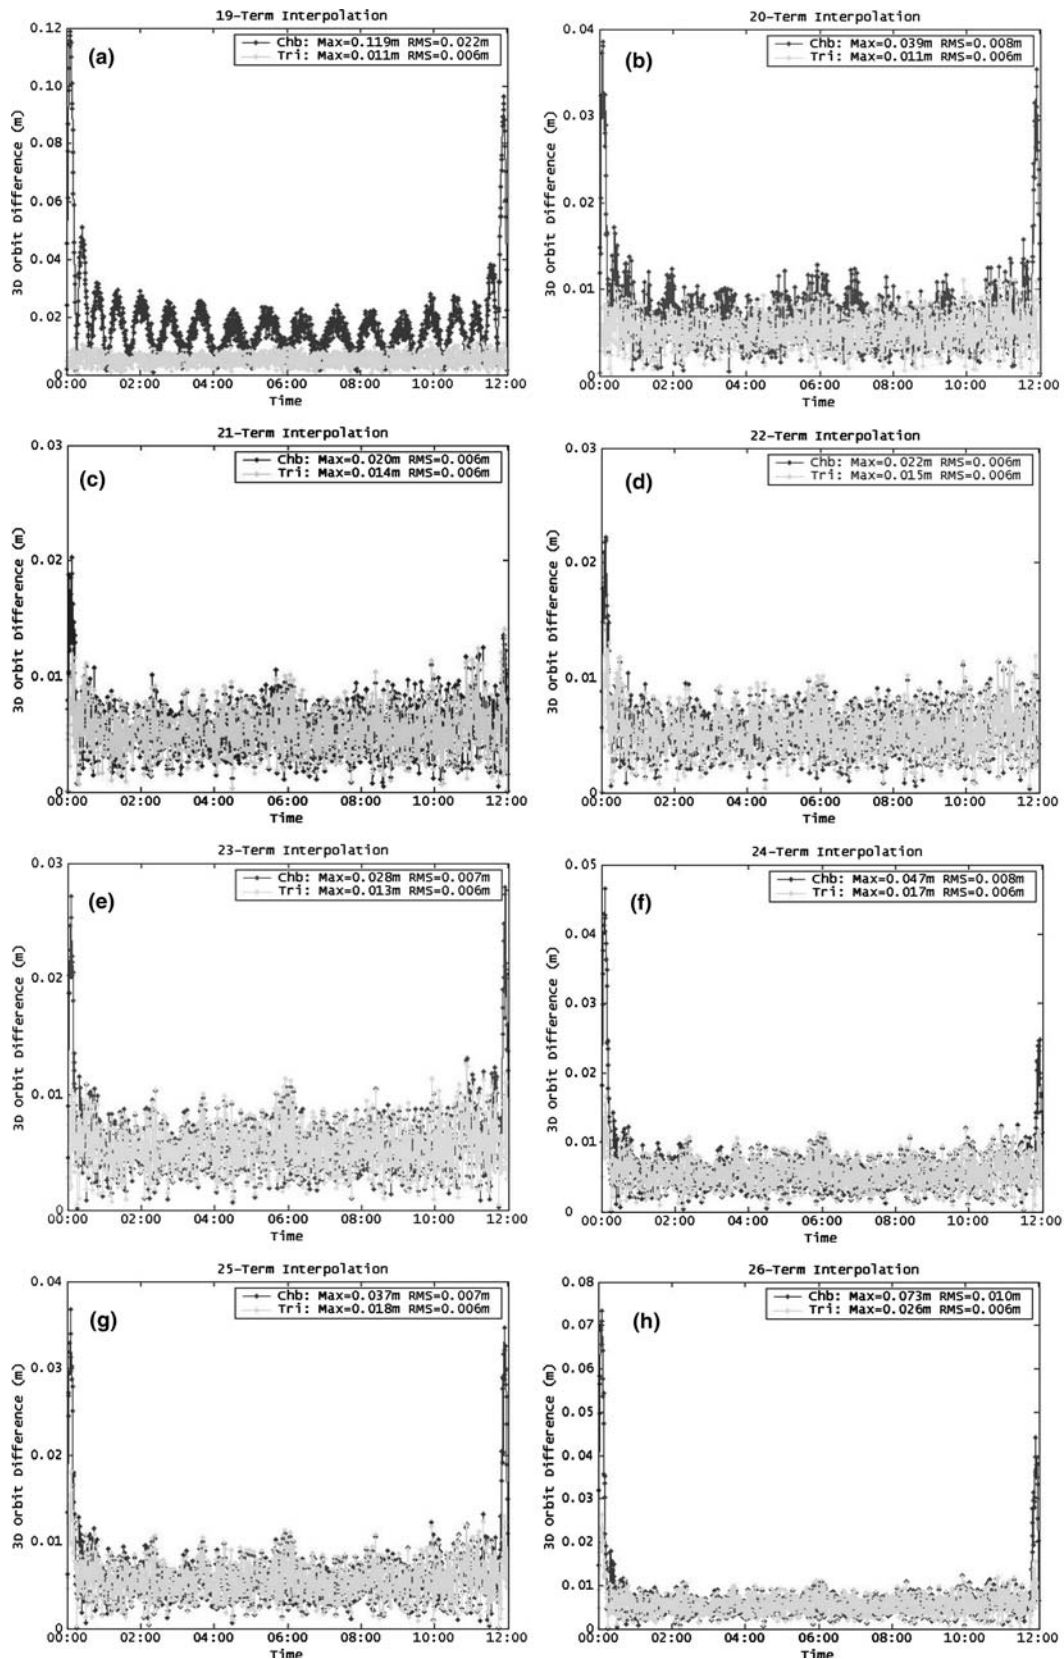 19-Term Interpolation
(a)
Chb: Max=0.119m RMS=0.022m
Tri: Max=0.011m RMS=0.006m
3D Orbit Difference (m)
0.12
0.10
0.08
0.06
0.04
0.02
0
00:00 02:00 04:00 06:00 08:00 10:00 12:00
Time
20-Term Interpolation
(b)
Chb: Max=0.039m RMS=0.008m
Tri: Max=0.011m RMS=0.006m
3D Orbit Difference (m)
0.04
0.03
0.02
0.01
0
00:00 02:00 04:00 06:00 08:00 10:00 12:00
Time
21-Term Interpolation
(c)
Chb: Max=0.020m RMS=0.006m
Tri: Max=0.014m RMS=0.006m
3D Orbit Difference (m)
0.03
0.02
0.01
0
00:00 02:00 04:00 06:00 08:00 10:00 12:00
Time
22-Term Interpolation
(d)
Chb: Max=0.022m RMS=0.006m
Tri: Max=0.015m RMS=0.006m
3D Orbit Difference (m)
0.03
0.02
0.01
0
00:00 02:00 04:00 06:00 08:00 10:00 12:00
Time
23-Term Interpolation
(e)
Chb: Max=0.028m RMS=0.007m
Tri: Max=0.013m RMS=0.006m
3D Orbit Difference (m)
0.03
0.02
0.01
0
00:00 02:00 04:00 06:00 08:00 10:00 12:00
Time
24-Term Interpolation
(f)
Chb: Max=0.047m RMS=0.008m
Tri: Max=0.017m RMS=0.006m
3D Orbit Difference (m)
0.05
0.04
0.03
0.02
0.01
0
00:00 02:00 04:00 06:00 08:00 10:00 12:00
Time
25-Term Interpolation
(g)
Chb: Max=0.037m RMS=0.007m
Tri: Max=0.018m RMS=0.006m
3D Orbit Difference (m)
0.04
0.03
0.02
0.01
0
00:00 02:00 04:00 06:00 08:00 10:00 12:00
Time
26-Term Interpolation
(h)
Chb: Max=0.073m RMS=0.010m
Tri: Max=0.026m RMS=0.006m
3D Orbit Difference (m)
0.08
0.07
0.06
0.05
0.04
0.03
0.02
0.01
0
00:00 02:00 04:00 06:00 08:00 10:00 12:00
Time